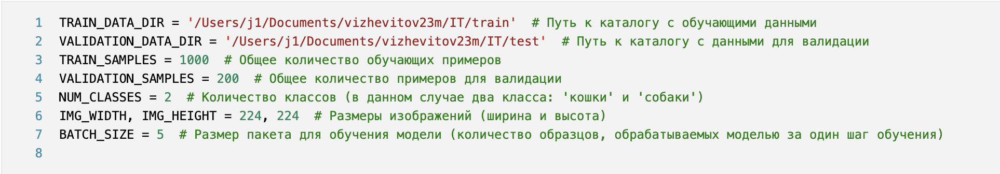 1 TRAIN_DATA_DIR = '/Users/j1/Documents/vizhevitov23m/IT/train'  # Путь к каталогу с обучающими данными
2 VALIDATION_DATA_DIR = '/Users/j1/Documents/vizhevitov23m/IT/test'  # Путь к каталогу с данными для валидации
3 TRAIN_SAMPLES = 1000  # Общее количество обучающих примеров
4 VALIDATION_SAMPLES = 200  # Общее количество примеров для валидации
5 NUM_CLASSES = 2  # Количество классов (в данном случае два класса: 'кошки' и 'собаки')
6 IMG_WIDTH, IMG_HEIGHT = 224, 224  # Размеры изображений (ширина и высота)
7 BATCH_SIZE = 5  # Размер пакета для обучения модели (количество образцов, обрабатываемых моделью за один шаг обучения)
8